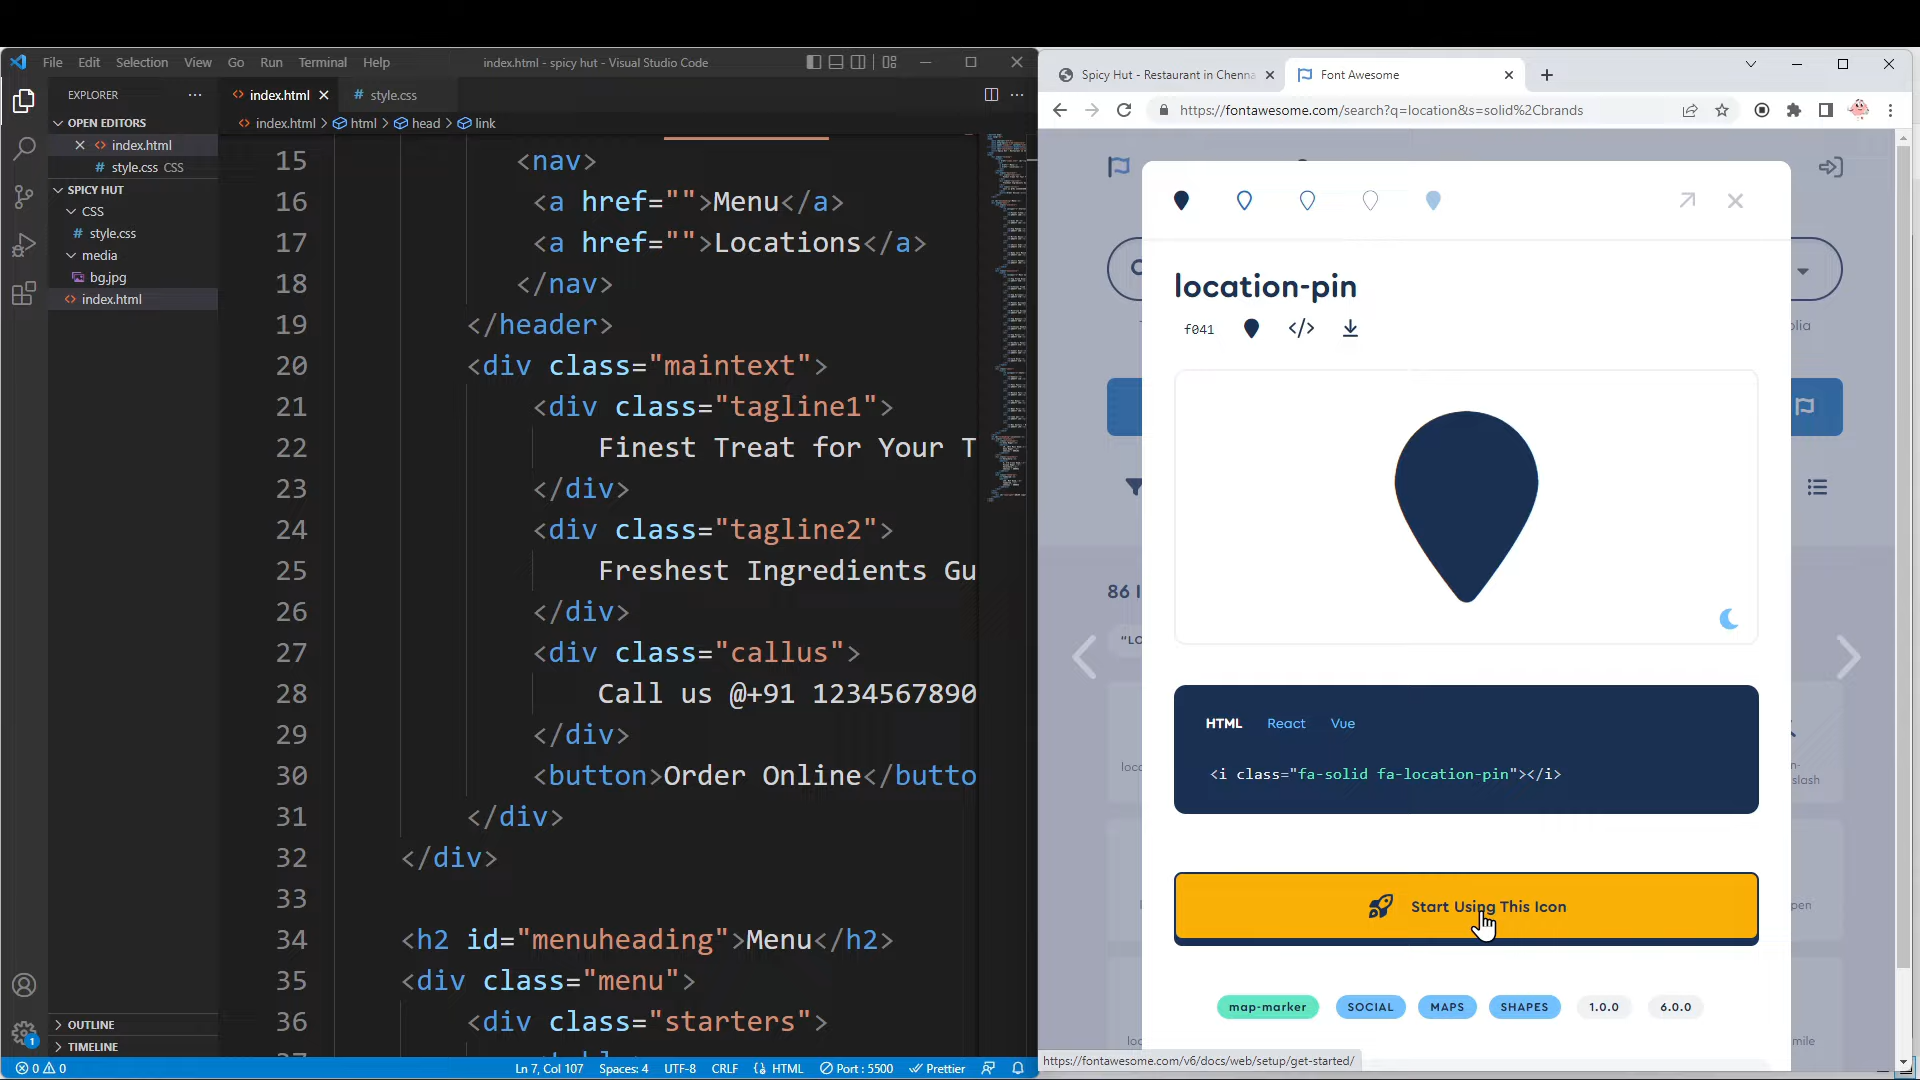 File Edit Selection View Go Run Terminal Help
index.html - spicy hut - Visual Studio Code
EXPLORER
OPEN EDITORS
index.html
style.css CSS
SPICY HUT
CSS
style.css
media
bg.jpg
index.html
OUTLINE
TIMELINE
index.html
style.css
index.html > html > head > link
15 <nav>
16 <a href="">Menu</a>
17 <a href="">Locations</a>
18 </nav>
19 </header>
20 <div class="maintext">
21 <div class="tagline1">
22 Finest Treat for Your T
23 </div>
24 <div class="tagline2">
25 Freshest Ingredients Gu
26 </div>
27 <div class="callus">
28 Call us @+91 1234567890
29 </div>
30 <button>Order Online</butto
31 </div>
32 </div>
33
34 <h2 id="menuheading">Menu</h2>
35 <div class="menu">
36 <div class="starters">
0 0
Ln 7, Col 107 Spaces: 4 UTF-8 CRLF HTML Port : 5500 Prettier
1
Spicy Hut - Restaurant in Chenna
Font Awesome
https://fontawesome.com/search?q=location&s=solid%2Cbrands
location-pin
f041
HTML React Vue
<i class="fa-solid fa-location-pin"></i>
Start Using This Icon
map-marker SOCIAL MAPS SHAPES 1.0.0 6.0.0
86 I
"LO
https://fontawesome.com/v6/docs/web/setup/get-started/